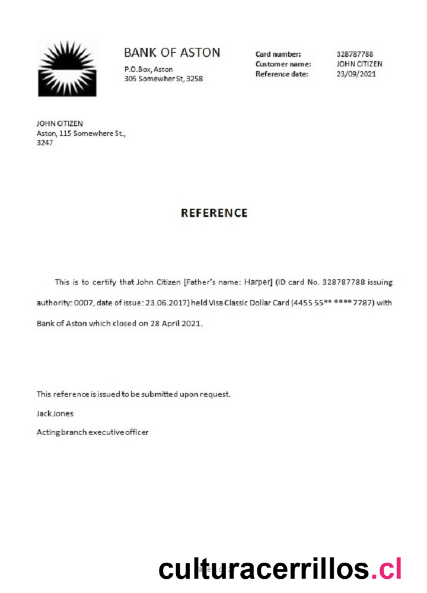 BANK OF ASTON
P.O.Box, Aston
305 Somewher St, 3258
Card number: 328787788
Customer name: JOHN CITIZEN
Reference date: 23/09/2021
JOHN CITIZEN
Aston, 115 Somewhere St.,
3247
REFERENCE
This is to certify that John Citizen [Father's name: Harper] (ID card No. 328787788 issuing
authority: 0007, date of issue: 23.06.2017) held Visa Classic Dollar Card (4455 55** **** 7787) with
Bank of Aston which closed on 28 April 2021.
This reference is issued to be submitted upon request.
Jack Jones
Acting branch executive officer
culturacerrillos.cl